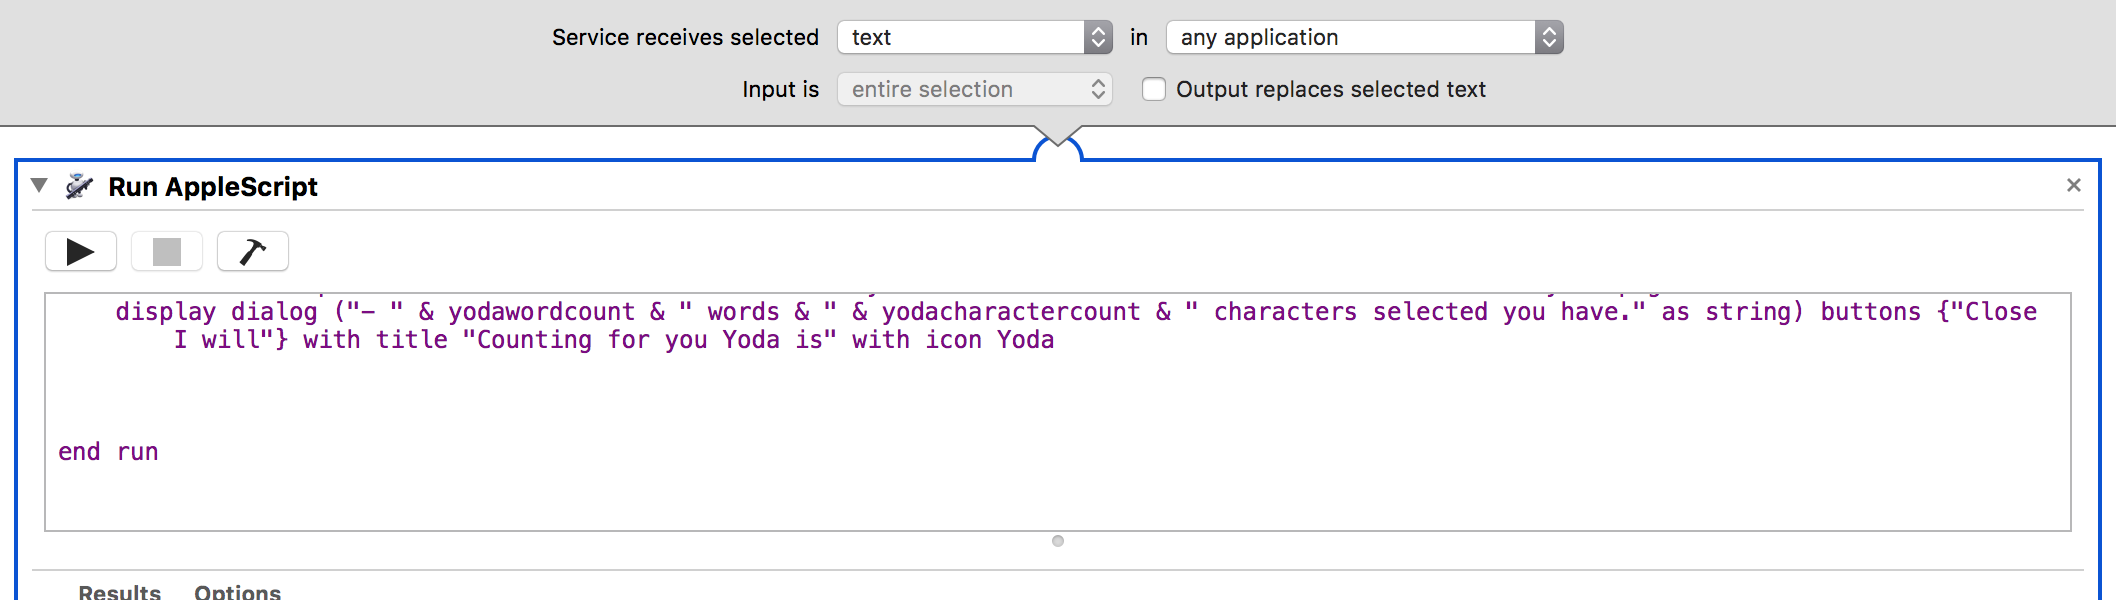 Service receives selected text in any application
Input is entire selection Output replaces selected text
Run AppleScript
display dialog ("- " & yodawordcount & " words & " & yodacharactercount & " characters selected you have." as string) buttons {"Close
I will"} with title "Counting for you Yoda is" with icon Yoda
end run
Results Options